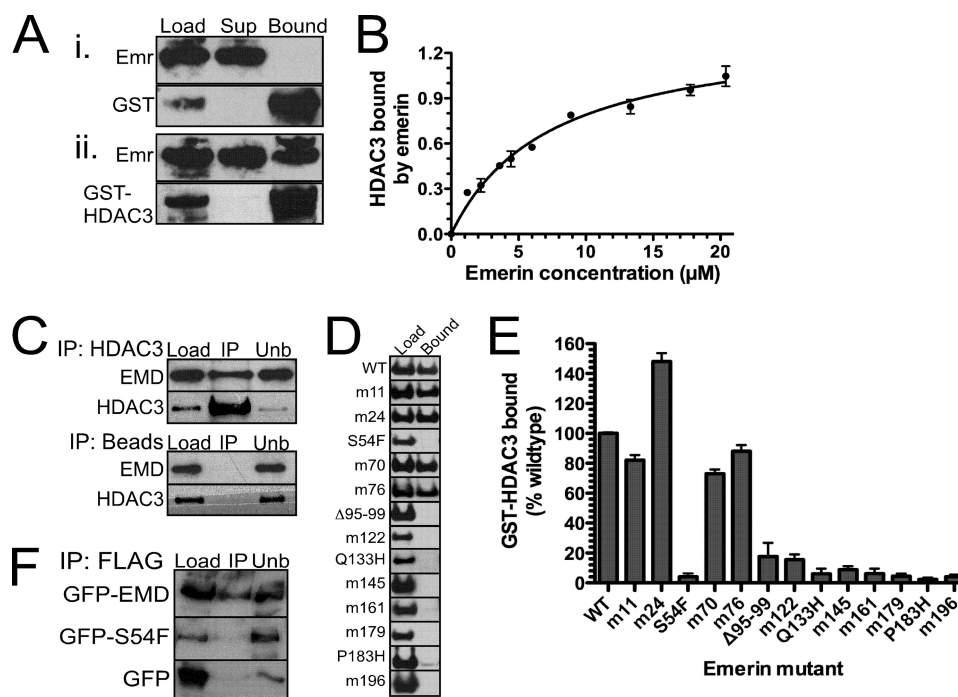 A
Load Sup Bound
i.
Emr
GST
ii.
Emr
GST-
HDAC3
B
HDAC3 bound
by emerin
1.2
0.9
0.6
0.3
0.0
0 5 10 15 20
Emerin concentration (µM)
C
IP: HDAC3
Load IP Unb
EMD
HDAC3
IP: Beads
Load IP Unb
EMD
HDAC3
D
Load Bound
WT
m11
m24
S54F
m70
m76
Δ95-99
m122
Q133H
m145
m161
m179
P183H
m196
E
GST-HDAC3 bound
(% wildtype)
160
140
120
100
80
60
40
20
0
WT m11 m24 S54F m70 m76 Δ95-99 m122 Q133H m145 m161 m179 P183H m196
Emerin mutant
F
IP: FLAG
Load IP Unb
GFP-EMD
GFP-S54F
GFP